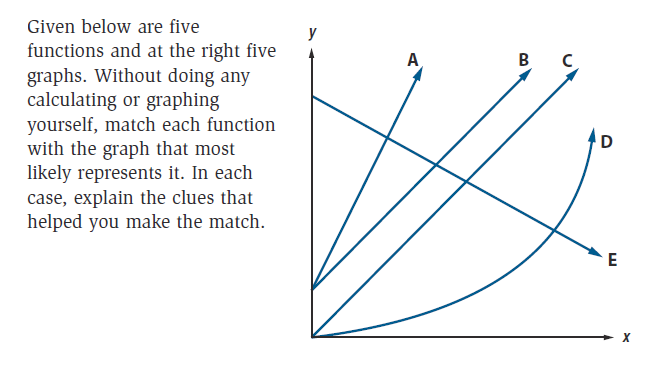 Given below are five
functions and at the right five
graphs. Without doing any
calculating or graphing
yourself, match each function
with the graph that most
likely represents it. In each
case, explain the clues that
helped you make the match.
y
A
B
C
D
E
x